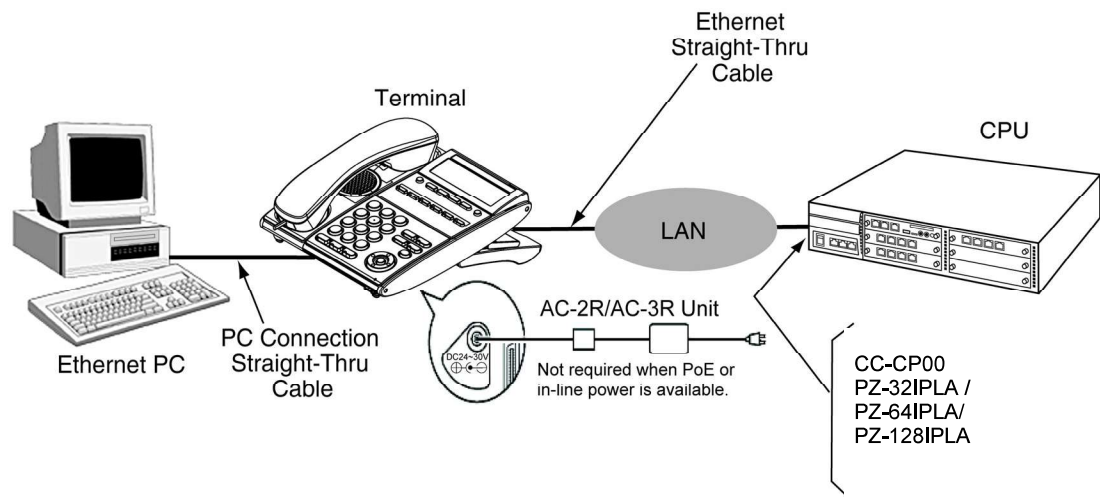 Ethernet
Straight-Thru
Cable
Terminal
CPU
LAN
AC-2R/AC-3R Unit
Ethernet PC
PC Connection
Straight-Thru
Cable
DC24~30V
Not required when PoE or
in-line power is available.
CC-CP00
PZ-32IPLA /
PZ-64IPLA/
PZ-128IPLA